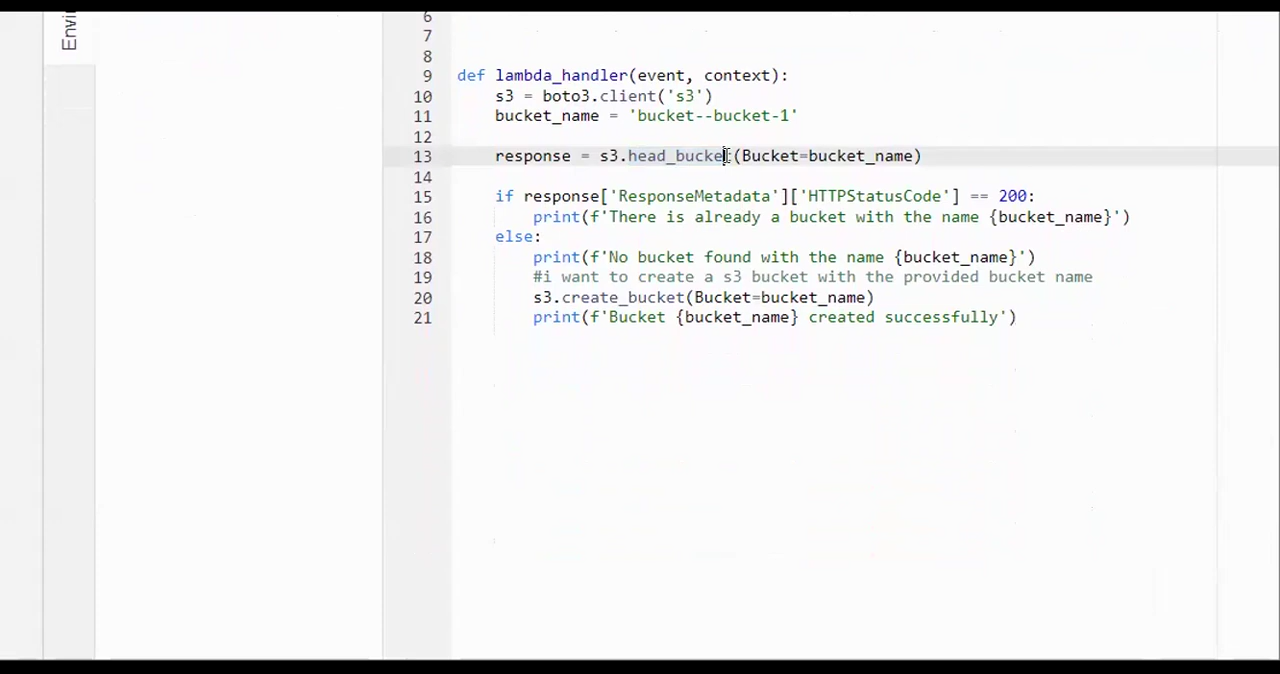 Envi
6
7
8
9 def lambda_handler(event, context):
10 s3 = boto3.client('s3')
11 bucket_name = 'bucket--bucket-1'
12
13 response = s3.head_bucket(Bucket=bucket_name)
14
15 if response['ResponseMetadata']['HTTPStatusCode'] == 200:
16 print(f'There is already a bucket with the name {bucket_name}')
17 else:
18 print(f'No bucket found with the name {bucket_name}')
19 #i want to create a s3 bucket with the provided bucket name
20 s3.create_bucket(Bucket=bucket_name)
21 print(f'Bucket {bucket_name} created successfully')